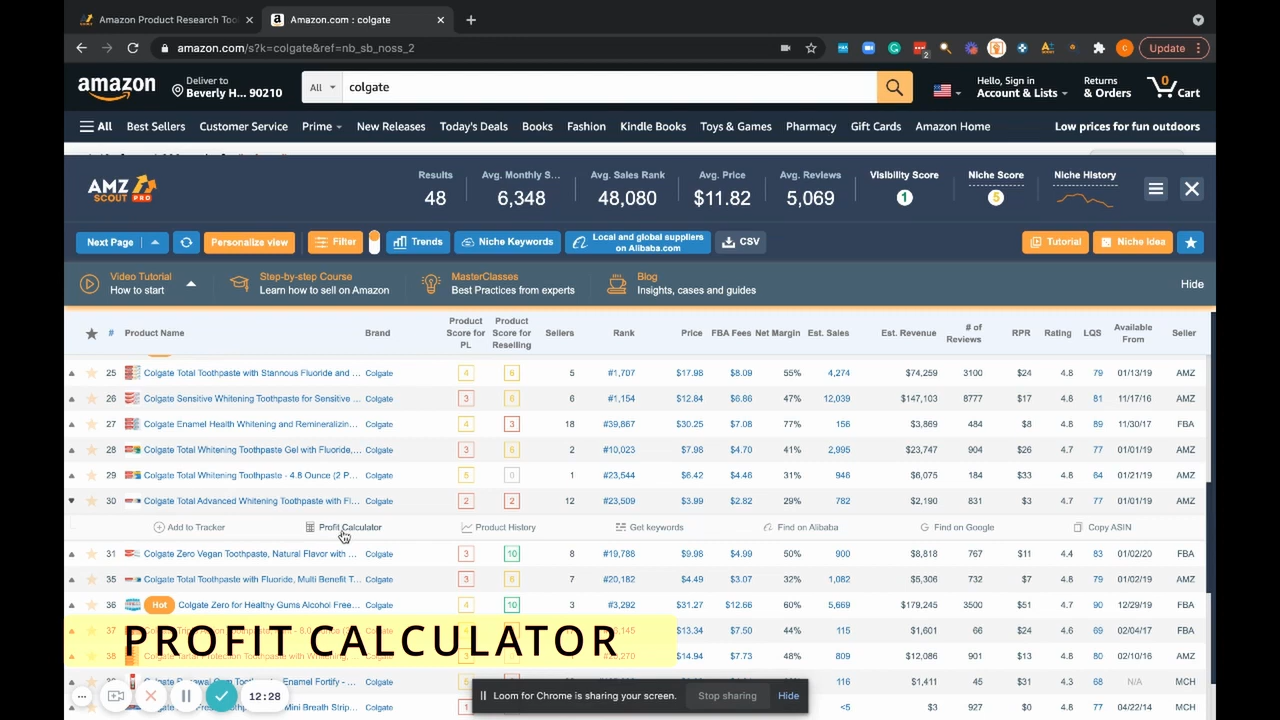 Amazon Product Research Too
Amazon.com : colgate
amazon.com/s?k=colgate&ref=nb_sb_noss_2
2
C
Update
amazon
Deliver to
Beverly H... 90210
All
colgate
Hello, Sign in
Account & Lists
Returns
& Orders
0
Cart
All Best Sellers Customer Service Prime New Releases Today's Deals Books Fashion Kindle Books Toys & Games Pharmacy Gift Cards Amazon Home Low prices for fun outdoors
AMZ
SCOUT PRO
Results Avg. Monthly S... Avg. Sales Rank Avg. Price Avg. Reviews Visibility Score Niche Score Niche History
48 6,348 48,080 $11.82 5,069 1 5
Next Page Personalize view Filter Trends Niche Keywords Local and global suppliers
on Alibaba.com
CSV Tutorial Niche Idea
Video Tutorial
How to start
Step-by-step Course
Learn how to sell on Amazon
MasterClasses
Best Practices from experts
Blog
Insights, cases and guides
Hide
# Product Name Brand Product Score for PL Product Score for Reselling Sellers Rank Price FBA Fees Net Margin Est. Sales Est. Revenue # of Reviews RPR Rating LQS Available From Seller
25 Colgate Total Toothpaste with Stannous Fluoride and ... Colgate 4 6 5 #1,707 $17.98 $8.09 55% 4,274 $74,259 3100 $24 4.8 79 01/13/19 AMZ
26 Colgate Sensitive Whitening Toothpaste for Sensitive ... Colgate 3 6 6 #1,154 $12.84 $6.86 47% 12,039 $147,103 8777 $17 4.8 81 11/17/16 AMZ
27 Colgate Enamel Health Whitening and Remineralizin... Colgate 4 3 18 #39,867 $30.25 $7.08 77% 156 $3,869 484 $8 4.8 89 11/30/17 FBA
28 Colgate Total Whitening Toothpaste Gel with Fluoride,... Colgate 3 6 2 #10,023 $7.98 $4.70 41% 2,995 $23,747 904 $26 4.8 77 01/01/19 AMZ
29 Colgate Total Whitening Toothpaste - 4.8 Ounce (2 P... Colgate 5 0 1 #23,544 $6.42 $4.46 31% 946 $6,075 184 $33 4.8 64 01/21/19 AMZ
30 Colgate Total Advanced Whitening Toothpaste with Fl... Colgate 2 2 12 #23,509 $3.99 $2.82 29% 782 $2,190 831 $3 4.7 77 01/01/19 AMZ
Add to Tracker Profit Calculator Product History Get keywords Find on Alibaba Find on Google Copy ASIN
31 Colgate Zero Vegan Toothpaste, Natural Flavor with ... Colgate 3 10 8 #19,788 $9.98 $4.99 50% 900 $8,818 767 $11 4.4 83 01/02/20 FBA
35 Colgate Total Toothpaste with Fluoride, Multi Benefit T... Colgate 3 6 7 #20,182 $4.49 $3.07 32% 1,082 $5,306 732 $7 4.8 79 01/02/19 AMZ
36 Hot Colgate Zero for Healthy Gums Alcohol Free... Colgate 4 10 3 #3,292 $31.27 $12.66 60% 5,669 $179,245 3500 $51 4.7 90 12/29/19 FBA
37 $13.34 $7.50 44% 115 $1,601 66 $24 4.6 69 02/04/17 FBA
PROFIT CALCULATOR
38 $14.94 $7.73 48% 809 $12,086 901 $13 4.4 80 02/10/16 AMZ
Enamel Fortify - ... 116 $1,411 45 $31 4.3 68 N/A MCH
Mini Breath Strip... <5 $3 927 $0 4.4 77 04/22/14 MCH
12:28
Loom for Chrome is sharing your screen. Stop sharing Hide